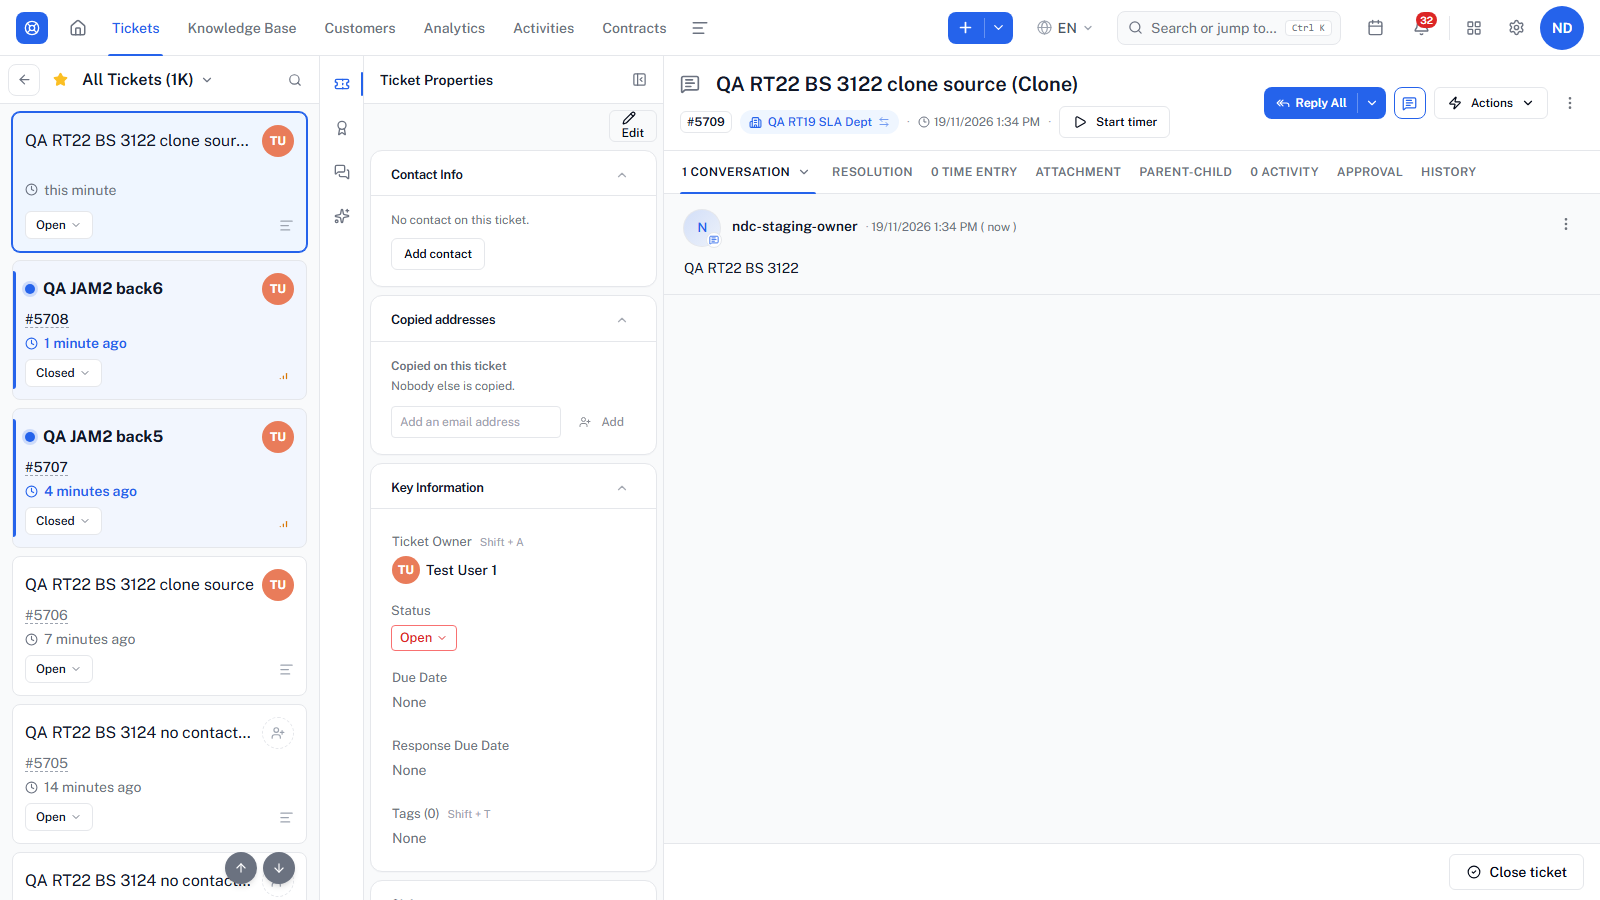 Tickets
Knowledge Base
Customers
Analytics
Activities
Contracts
EN
Search or jump to...
Ctrl K
32
ND
All Tickets (1K)
QA RT22 BS 3122 clone sour...
TU
this minute
Open
QA JAM2 back6
TU
#5708
1 minute ago
Closed
QA JAM2 back5
TU
#5707
4 minutes ago
Closed
QA RT22 BS 3122 clone source
TU
#5706
7 minutes ago
Open
QA RT22 BS 3124 no contact...
#5705
14 minutes ago
Open
QA RT22 BS 3124 no contact...
Ticket Properties
Edit
Contact Info
No contact on this ticket.
Add contact
Copied addresses
Copied on this ticket
Nobody else is copied.
Add an email address
Add
Key Information
Ticket Owner Shift + A
TU Test User 1
Status
Open
Due Date
None
Response Due Date
None
Tags (0) Shift + T
None
QA RT22 BS 3122 clone source (Clone)
#5709
QA RT19 SLA Dept
· 19/11/2026 1:34 PM ·
Start timer
Reply All
Actions
1 CONVERSATION
RESOLUTION
0 TIME ENTRY
ATTACHMENT
PARENT-CHILD
0 ACTIVITY
APPROVAL
HISTORY
N
ndc-staging-owner · 19/11/2026 1:34 PM ( now )
QA RT22 BS 3122
Close ticket